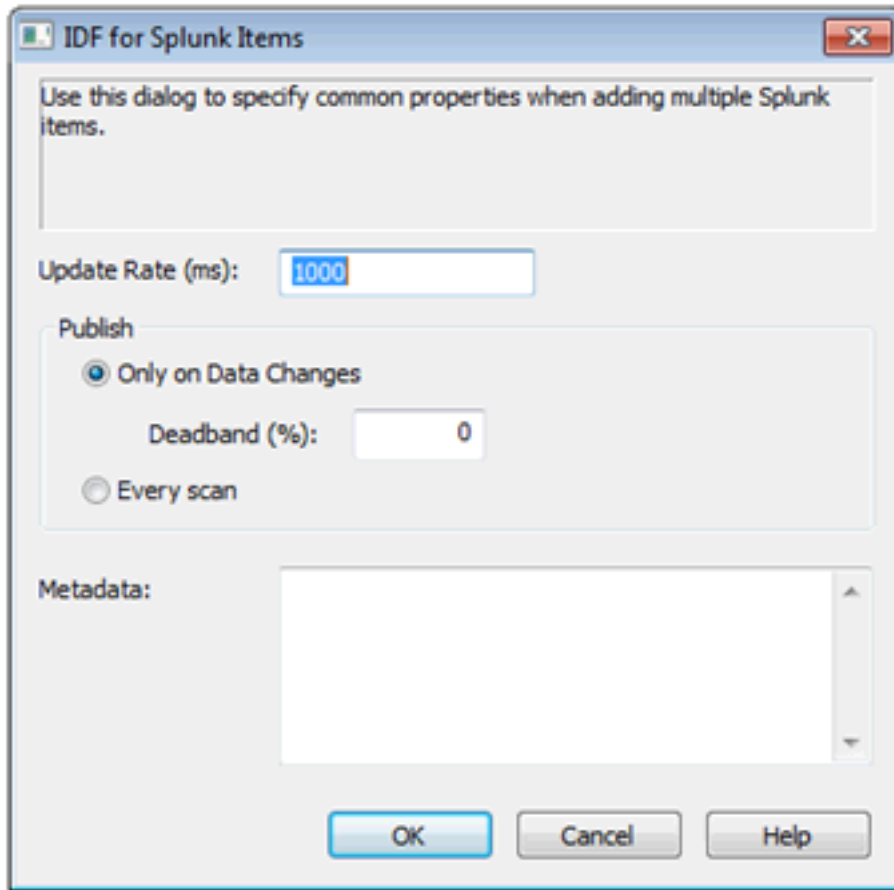 IDF for Splunk Items
Use this dialog to specify common properties when adding multiple Splunk
items.
Update Rate (ms): 1000
Publish
Only on Data Changes
Deadband (%): 0
Every scan
Metadata:
OK Cancel Help